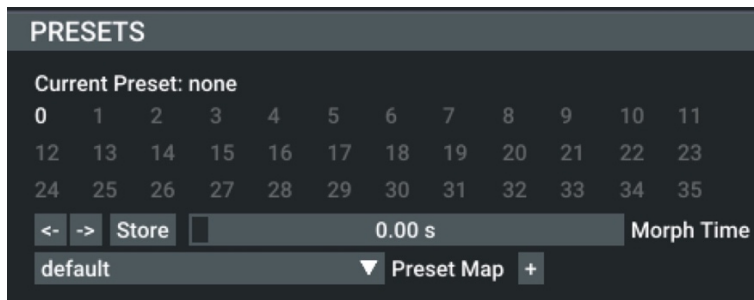 PRESETS
Current Preset: none
0 1 2 3 4 5 6 7 8 9 10 11
12 13 14 15 16 17 18 19 20 21 22 23
24 25 26 27 28 29 30 31 32 33 34 35
<- -> Store 0.00 s Morph Time
default Preset Map +